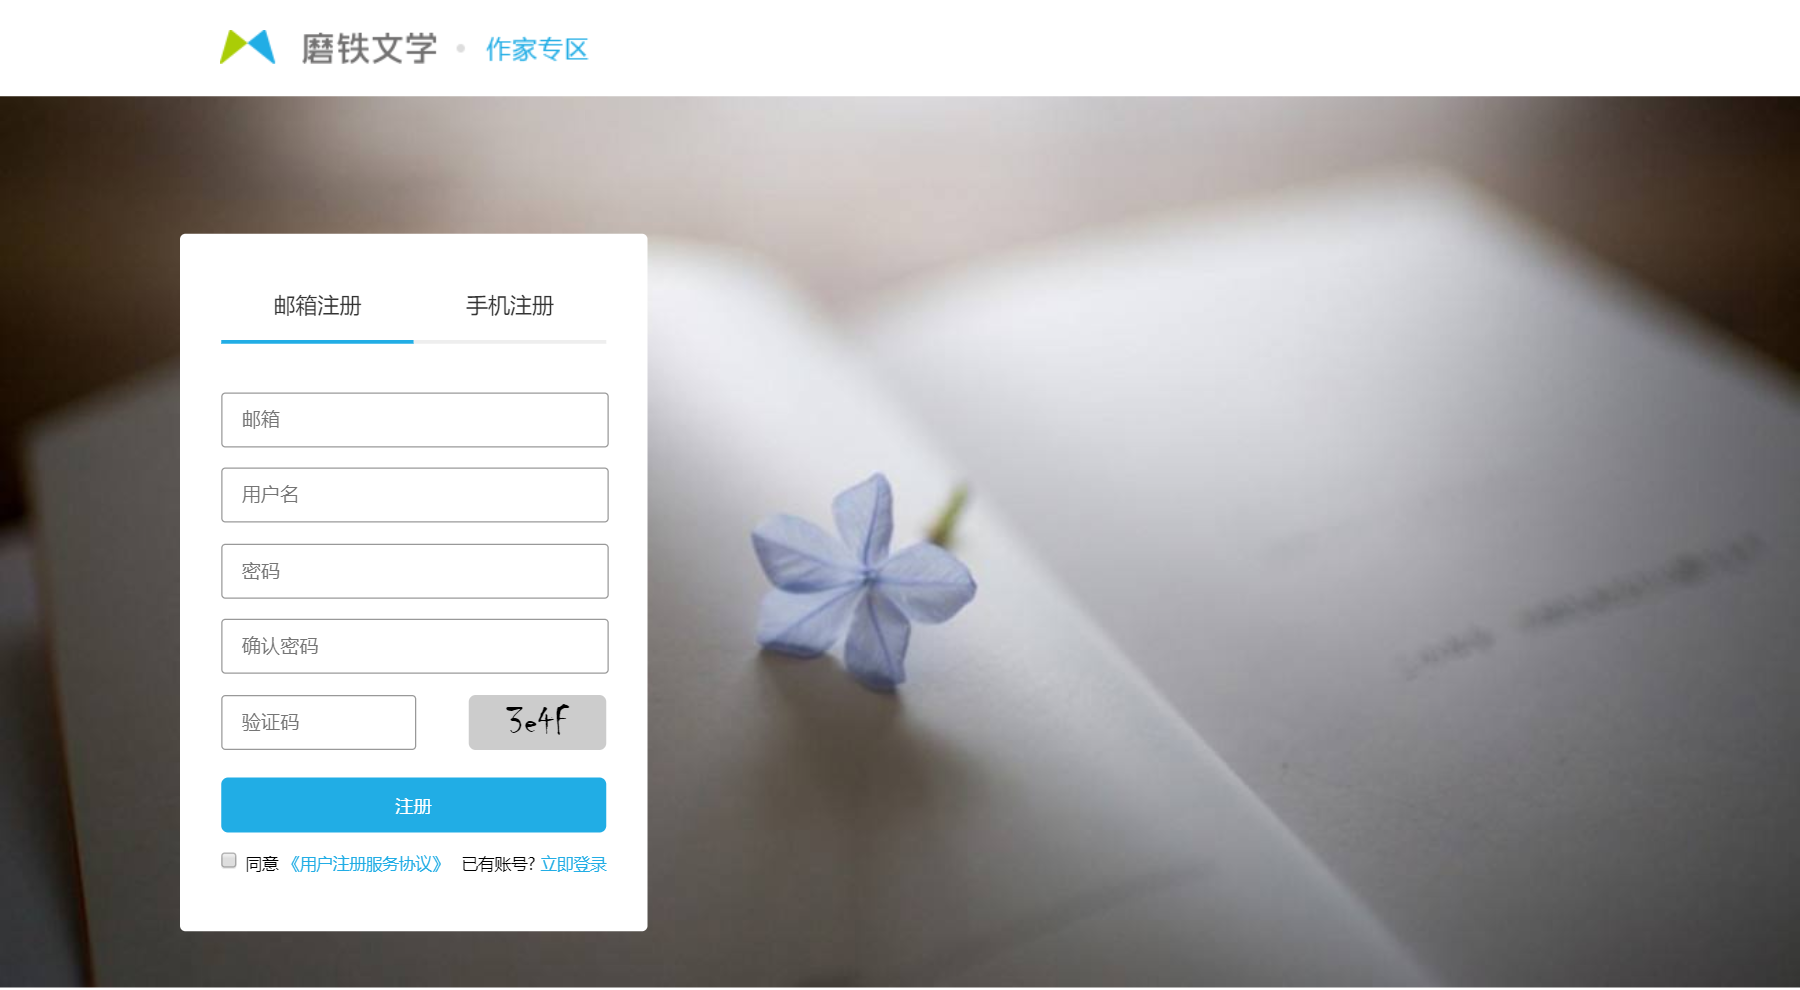 磨铁文学 • 作家专区
邮箱注册 手机注册
邮箱
用户名
密码
确认密码
验证码 3e4F
注册
同意 《用户注册服务协议》 已有账号? 立即登录